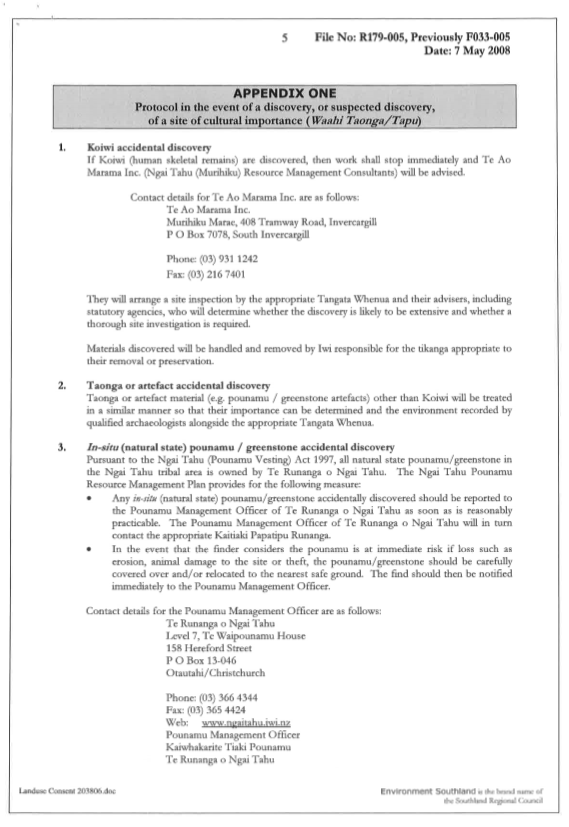 5 File No: R179-005, Previously F033-005
Date: 7 May 2008
APPENDIX ONE
Protocol in the event of a discovery, or suspected discovery,
of a site of cultural importance (Waahi Taonga/Tapu)
1. Koiwi accidental discovery
If Koiwi (human skeletal remains) are discovered, then work shall stop immediately and Te Ao
Marama Inc. (Ngai Tahu (Murihiku) Resource Management Consultants) will be advised.
Contact details for Te Ao Marama Inc. are as follows:
Te Ao Marama Inc.
Murihiku Marae, 408 Tramway Road, Invercargill
P O Box 7078, South Invercargill
Phone: (03) 931 1242
Fax: (03) 216 7401
They will arrange a site inspection by the appropriate Tangata Whenua and their advisers, including
statutory agencies, who will determine whether the discovery is likely to be extensive and whether a
thorough site investigation is required.
Materials discovered will be handled and removed by Iwi responsible for the tikanga appropriate to
their removal or preservation.
2. Taonga or artefact accidental discovery
Taonga or artefact material (e.g. pounamu / greenstone artefacts) other than Koiwi will be treated
in a similar manner so that their importance can be determined and the environment recorded by
qualified archaeologists alongside the appropriate Tangata Whenua.
3. In-situ (natural state) pounamu / greenstone accidental discovery
Pursuant to the Ngai Tahu (Pounamu Vesting) Act 1997, all natural state pounamu/greenstone in
the Ngai Tahu tribal area is owned by Te Runanga o Ngai Tahu. The Ngai Tahu Pounamu
Resource Management Plan provides for the following measure:
• Any in-situ (natural state) pounamu/greenstone accidentally discovered should be reported to
the Pounamu Management Officer of Te Runanga o Ngai Tahu as soon as is reasonably
practicable. The Pounamu Management Officer of Te Runanga o Ngai Tahu will in turn
contact the appropriate Kaitiaki Papatipu Runanga.
• In the event that the finder considers the pounamu is at immediate risk if loss such as
erosion, animal damage to the site or theft, the pounamu/greenstone should be carefully
covered over and/or relocated to the nearest safe ground. The find should then be notified
immediately to the Pounamu Management Officer.
Contact details for the Pounamu Management Officer are as follows:
Te Runanga o Ngai Tahu
Level 7, Te Waipounamu House
158 Hereford Street
P O Box 13-046
Otautahi/Christchurch
Phone: (03) 366 4344
Fax: (03) 365 4424
Web: www.ngaitahu.iwi.nz
Pounamu Management Officer
Kaiwhakarite Tiaki Pounamu
Te Runanga o Ngai Tahu
Landuse Consent 203806.doc
Environment Southland is the brand name of
the Southland Regional Council